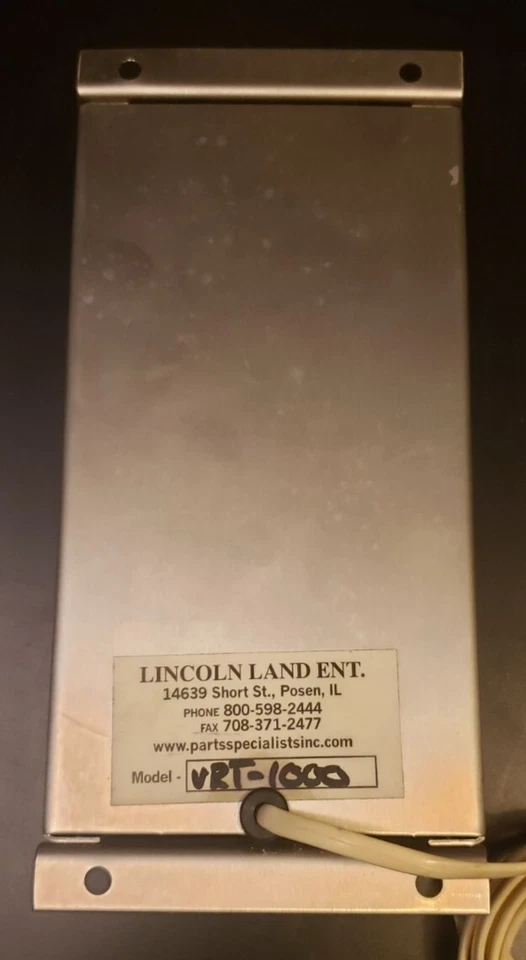 LINCOLN LAND ENT.
14639 Short St., Posen, IL
PHONE 800-598-2444
FAX 708-371-2477
www.partsspecialistsinc.com
Model - VRT-1000